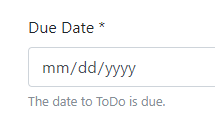 Due Date *
mm/dd/yyyy
The date to ToDo is due.